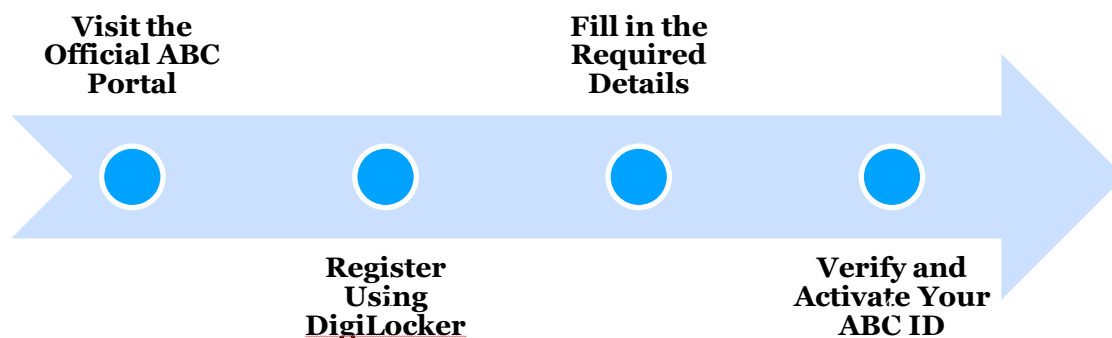 Visit the
Official ABC
Portal
Register
Using
DigiLocker
Fill in the
Required
Details
Verify and
Activate Your
ABC ID